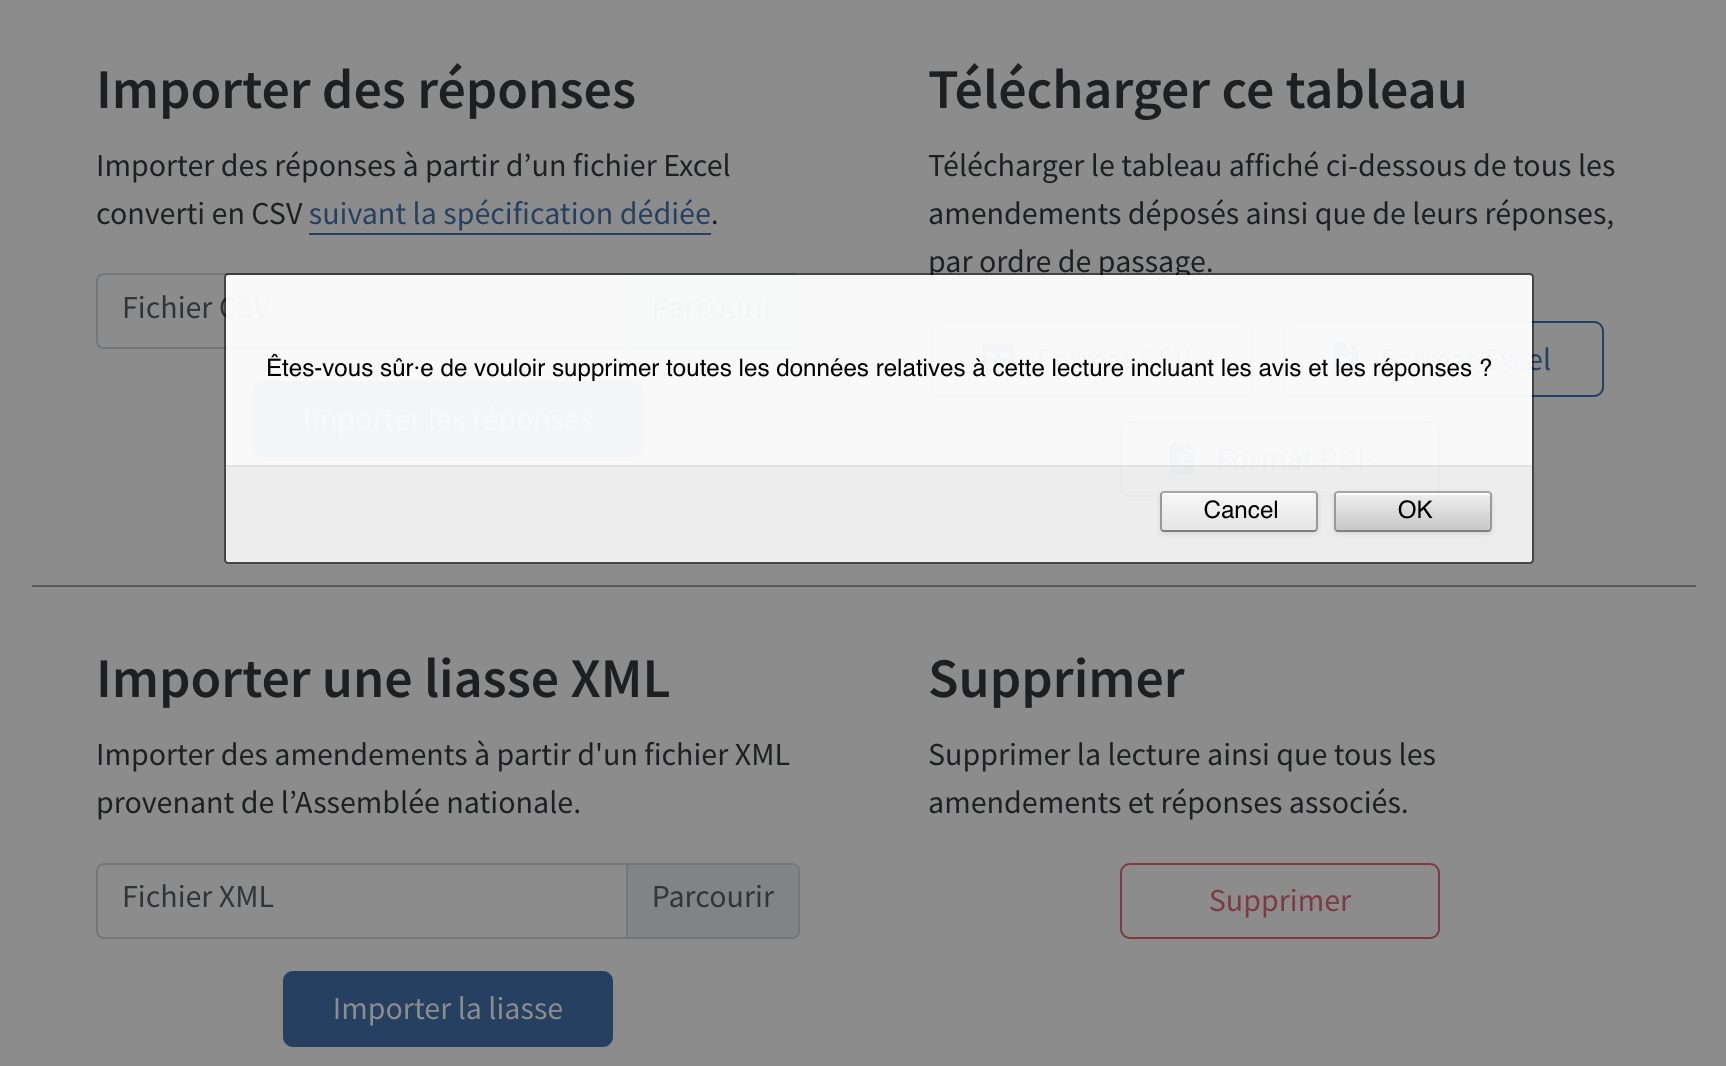 Importer des réponses
Importer des réponses à partir d’un fichier Excel
converti en CSV suivant la spécification dédiée.
Fichier CSV
Parcourir
Importer les réponses
Télécharger ce tableau
Télécharger le tableau affiché ci-dessous de tous les
amendements déposés ainsi que de leurs réponses,
par ordre de passage.
Format CSV
Format Excel
Format PDF
Êtes-vous sûr·e de vouloir supprimer toutes les données relatives à cette lecture incluant les avis et les réponses ?
Cancel
OK
Importer une liasse XML
Importer des amendements à partir d'un fichier XML
provenant de l’Assemblée nationale.
Fichier XML
Parcourir
Importer la liasse
Supprimer
Supprimer la lecture ainsi que tous les
amendements et réponses associés.
Supprimer